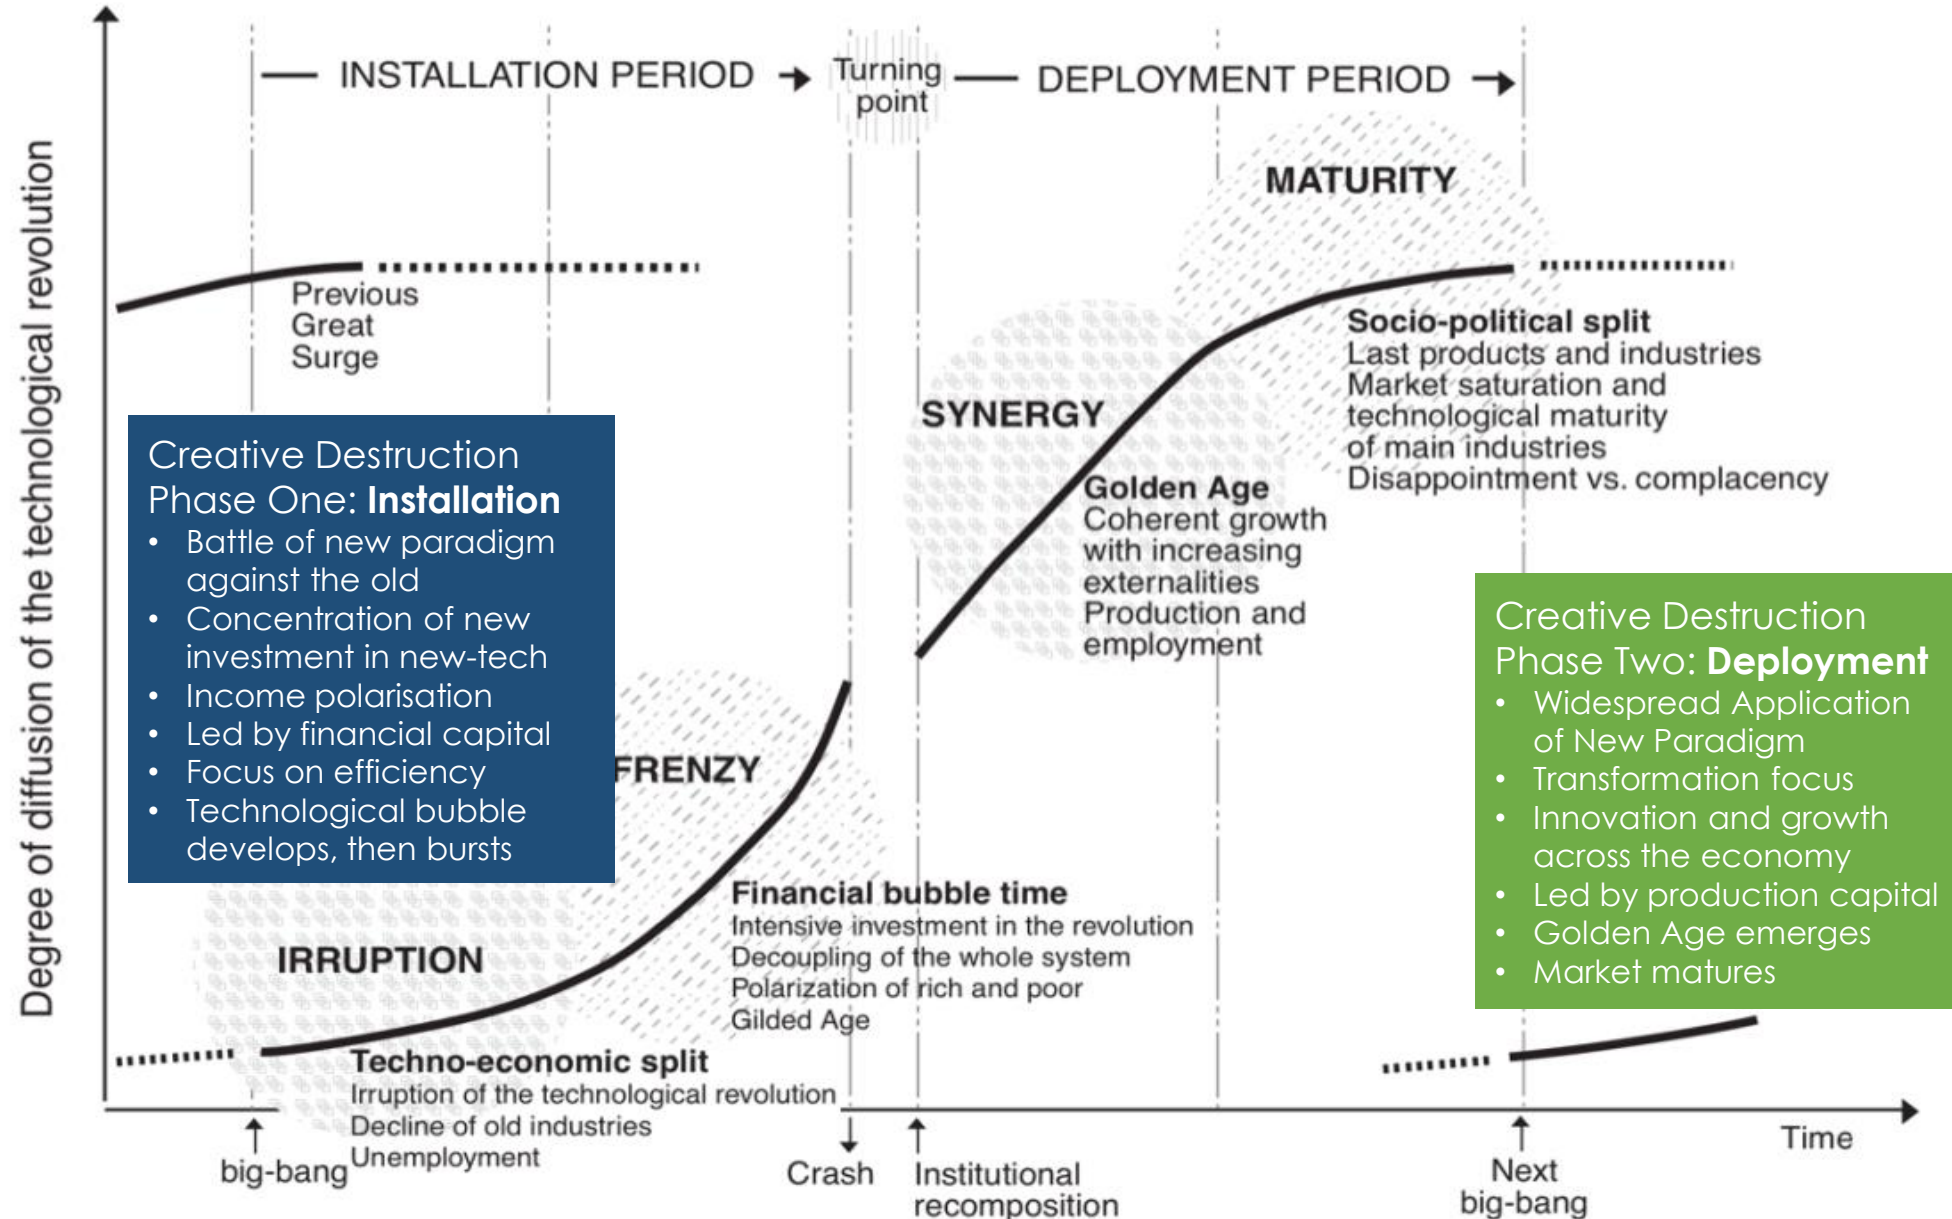 INSTALLATION PERIOD
Turning
point
DEPLOYMENT PERIOD
Degree of diffusion of the technological revolution
MATURITY
Previous
Great
Surge
Socio-political split
Last products and industries
Market saturation and
technological maturity
of main industries
Disappointment vs. complacency
SYNERGY
Golden Age
Coherent growth
with increasing
externalities
Production and
employment
Creative Destruction
Phase One: Installation
• Battle of new paradigm
against the old
• Concentration of new
investment in new-tech
• Income polarisation
• Led by financial capital
• Focus on efficiency
• Technological bubble
develops, then bursts
Creative Destruction
Phase Two: Deployment
• Widespread Application
of New Paradigm
• Transformation focus
• Innovation and growth
across the economy
• Led by production capital
• Golden Age emerges
• Market matures
FRENZY
Financial bubble time
Intensive investment in the revolution
Decoupling of the whole system
Polarization of rich and poor
Gilded Age
IRRUPTION
Techno-economic split
Irruption of the technological revolution
Decline of old industries
Unemployment
big-bang
Crash
Institutional
recomposition
Next
big-bang
Time